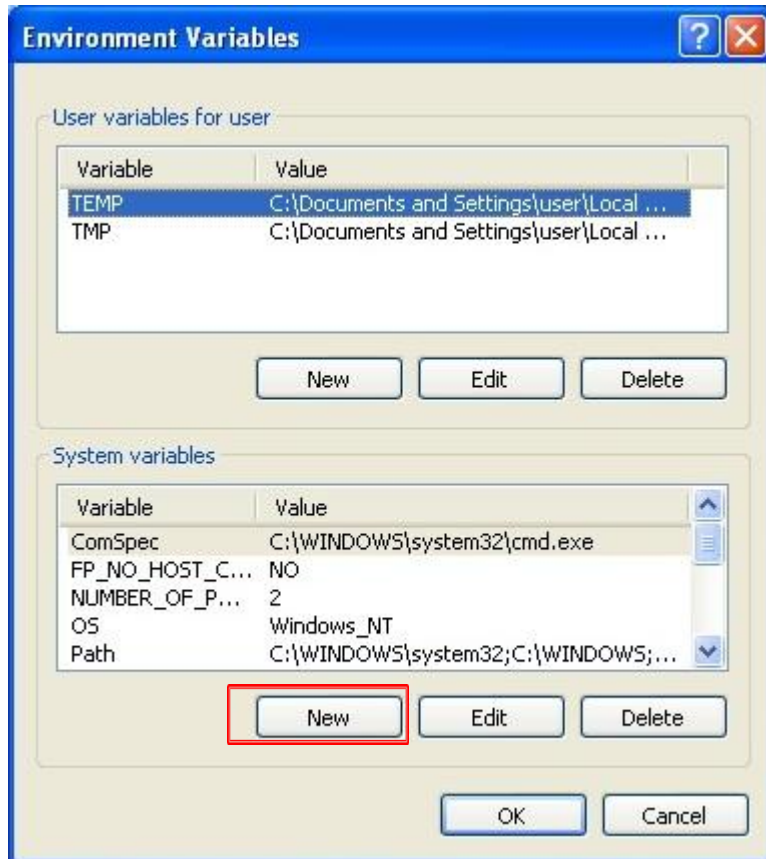 Environment Variables
User variables for user
Variable Value
TEMP C:\Documents and Settings\user\Local ...
TMP C:\Documents and Settings\user\Local ...
New Edit Delete
System variables
Variable Value
ComSpec C:\WINDOWS\system32\cmd.exe
FP_NO_HOST_C... NO
NUMBER_OF_P... 2
OS Windows_NT
Path C:\WINDOWS\system32;C:\WINDOWS;...
New Edit Delete
OK Cancel